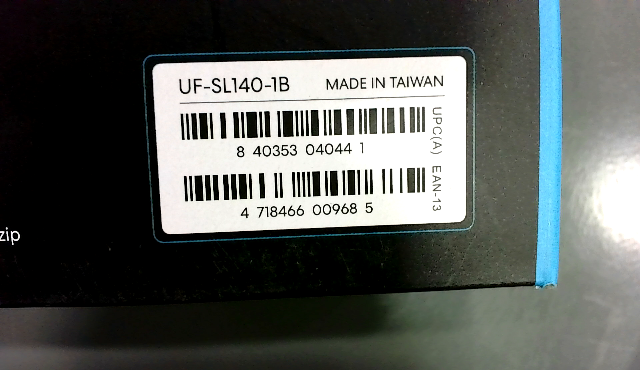 UF-SL140-1B MADE IN TAIWAN
8 40353 04044 1
UPC(A)
4 718466 00968 5
EAN-13
zip